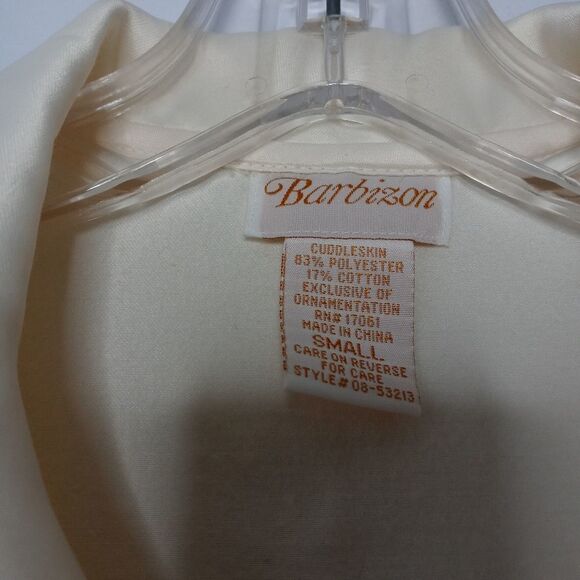 Barbizon
CUDDLESKIN
83% POLYESTER
17% COTTON
EXCLUSIVE OF
ORNAMENTATION
RN# 17061
MADE IN CHINA
SMALL
CARE ON REVERSE
FOR CARE
STYLE# 08-53213